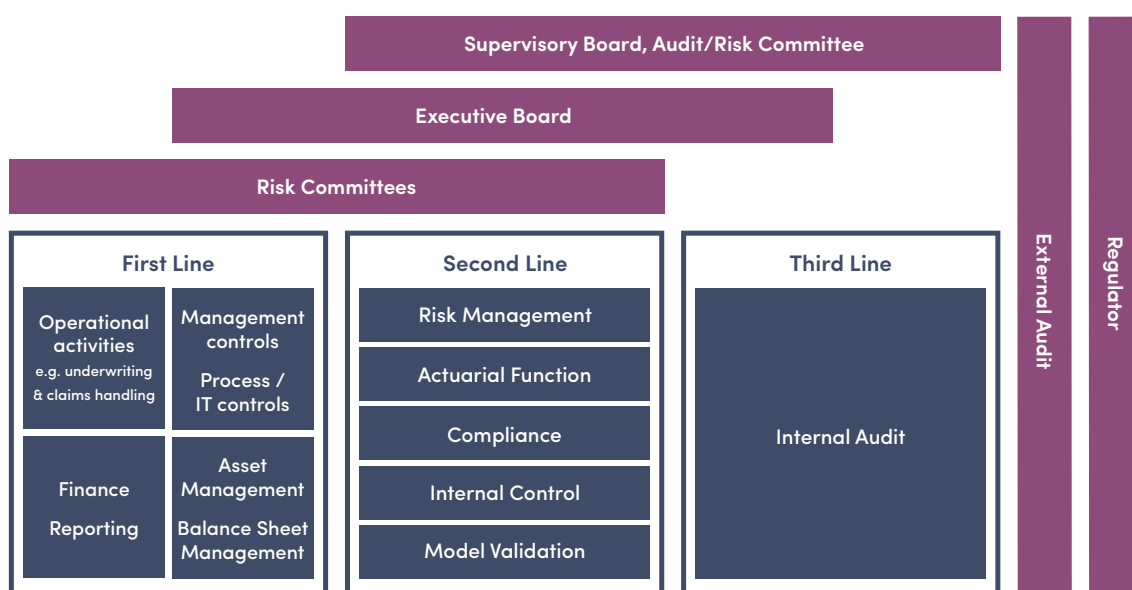 Supervisory Board, Audit/Risk Committee
Executive Board
Risk Committees
First Line
Operational
activities
e.g. underwriting
& claims handling
Management
controls
Process /
IT controls
Finance
Reporting
Asset
Management
Balance Sheet
Management
Second Line
Risk Management
Actuarial Function
Compliance
Internal Control
Model Validation
Third Line
Internal Audit
External Audit
Regulator